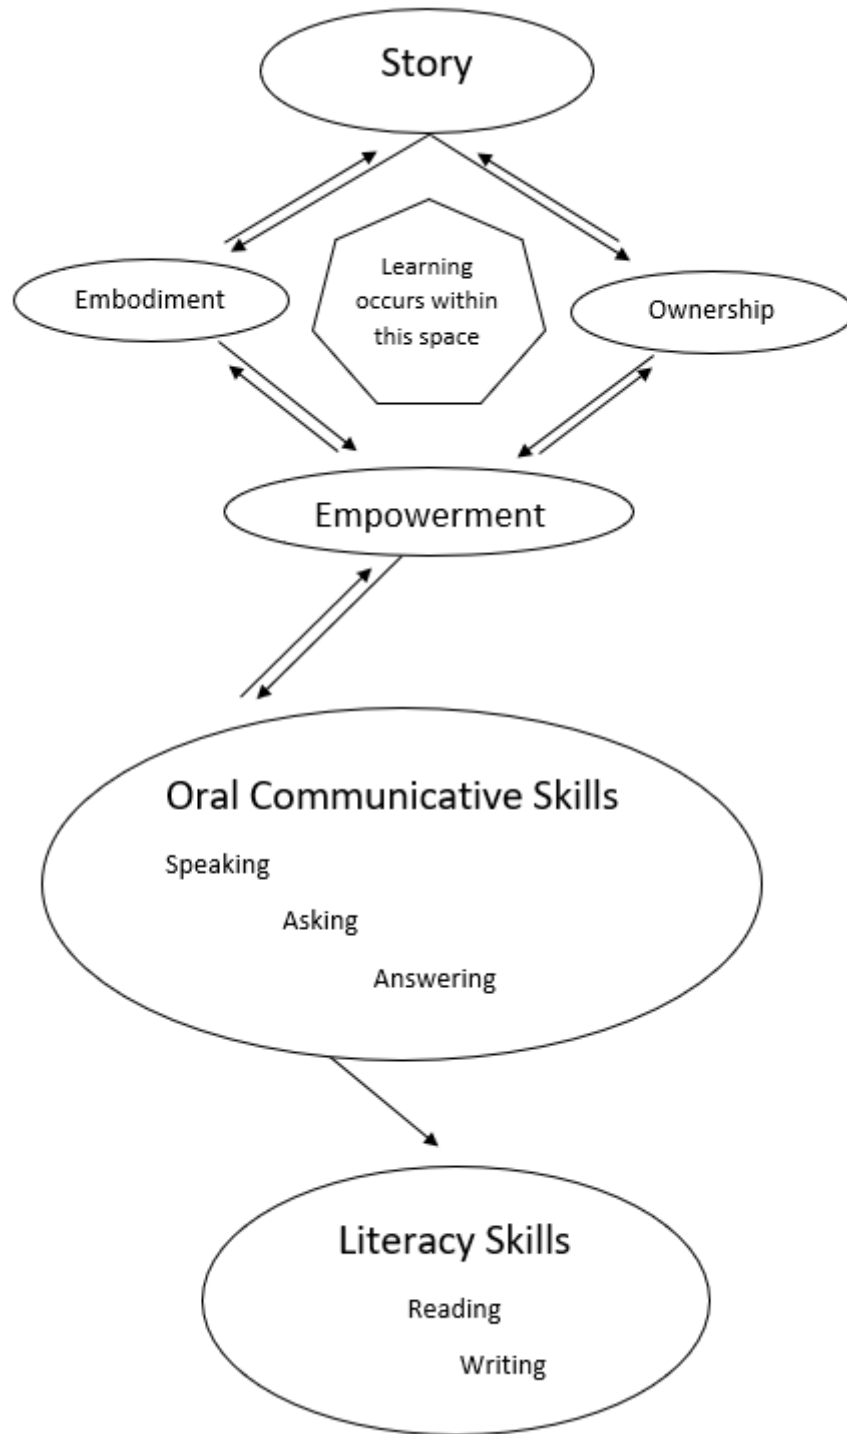 Story
Learning
occurs within
this space
Embodiment
Ownership
Empowerment
Oral Communicative Skills
Speaking
Asking
Answering
Literacy Skills
Reading
Writing